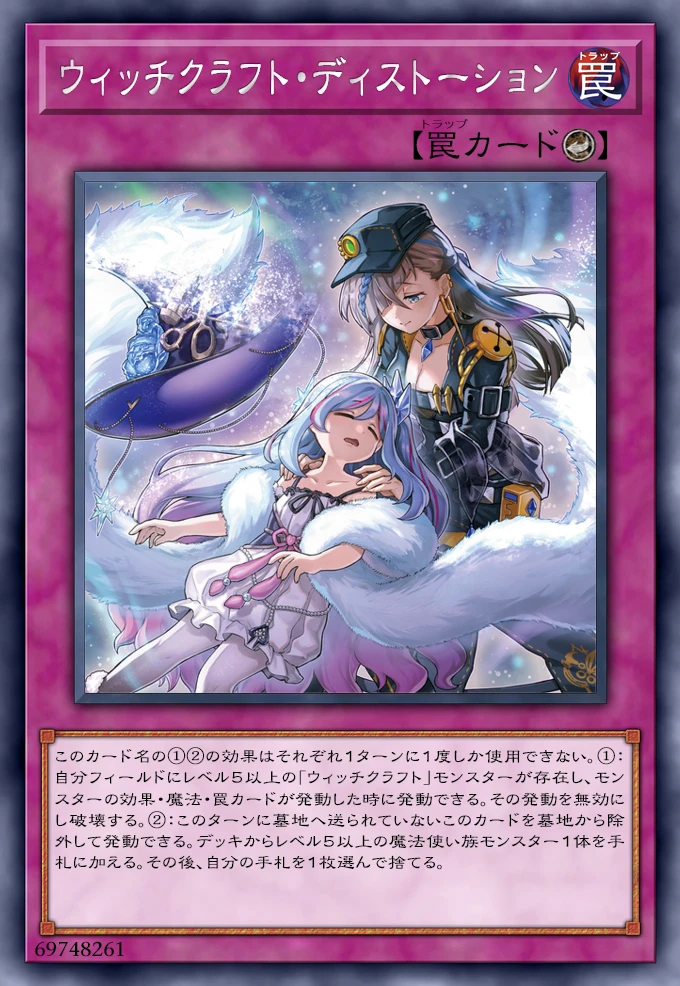 ウィッチクラフト・ディストーション
トラップ
罠
トラップ
【罠カード】
このカード名の①②の効果はそれぞれ1ターンに1度しか使用できない。①:
自分フィールドにレベル5以上の「ウィッチクラフト」モンスターが存在し、モン
スターの効果・魔法・罠カードが発動した時に発動できる。その発動を無効に
し破壊する。②:このターンに墓地へ送られていないこのカードを墓地から除
外して発動できる。デッキからレベル5以上の魔法使い族モンスター1体を手
札に加える。その後、自分の手札を1枚選んで捨てる。
69748261